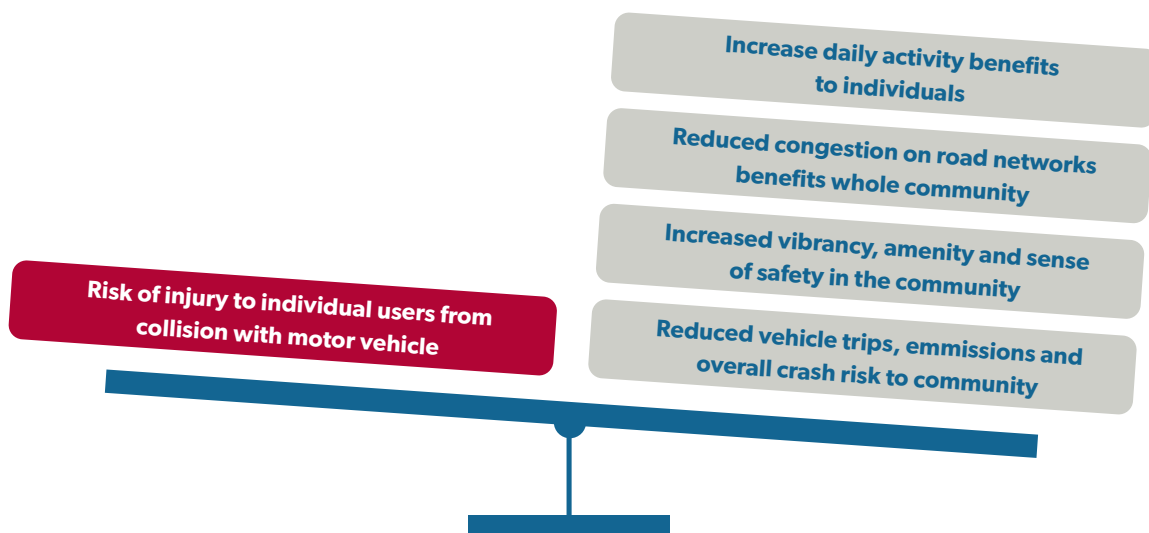 Increase daily activity benefits
to individuals
Reduced congestion on road networks
benefits whole community
Increased vibrancy, amenity and sense
of safety in the community
Risk of injury to individual users from
collision with motor vehicle
Reduced vehicle trips, emmissions and
overall crash risk to community